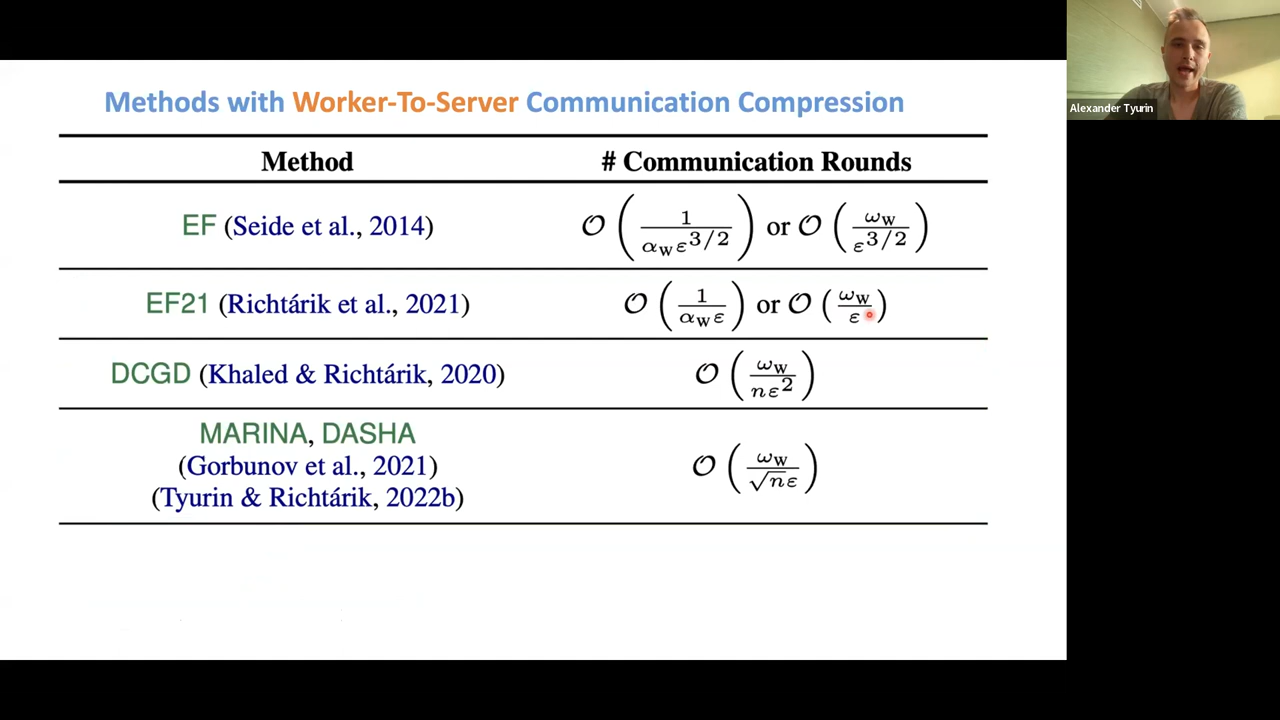 Methods with Worker-To-Server Communication Compression
Method # Communication Rounds
EF (Seide et al., 2014) 𝒪(1/(α_W ε^{3/2})) or 𝒪(ω_W/ε^{3/2})
EF21 (Richtárik et al., 2021) 𝒪(1/(α_W ε)) or 𝒪(ω_W/ε)
DCGD (Khaled & Richtárik, 2020) 𝒪(ω_W/(nε^2))
MARINA, DASHA
(Gorbunov et al., 2021)
(Tyurin & Richtárik, 2022b)
𝒪(ω_W/(√n ε))
Alexander Tyurin